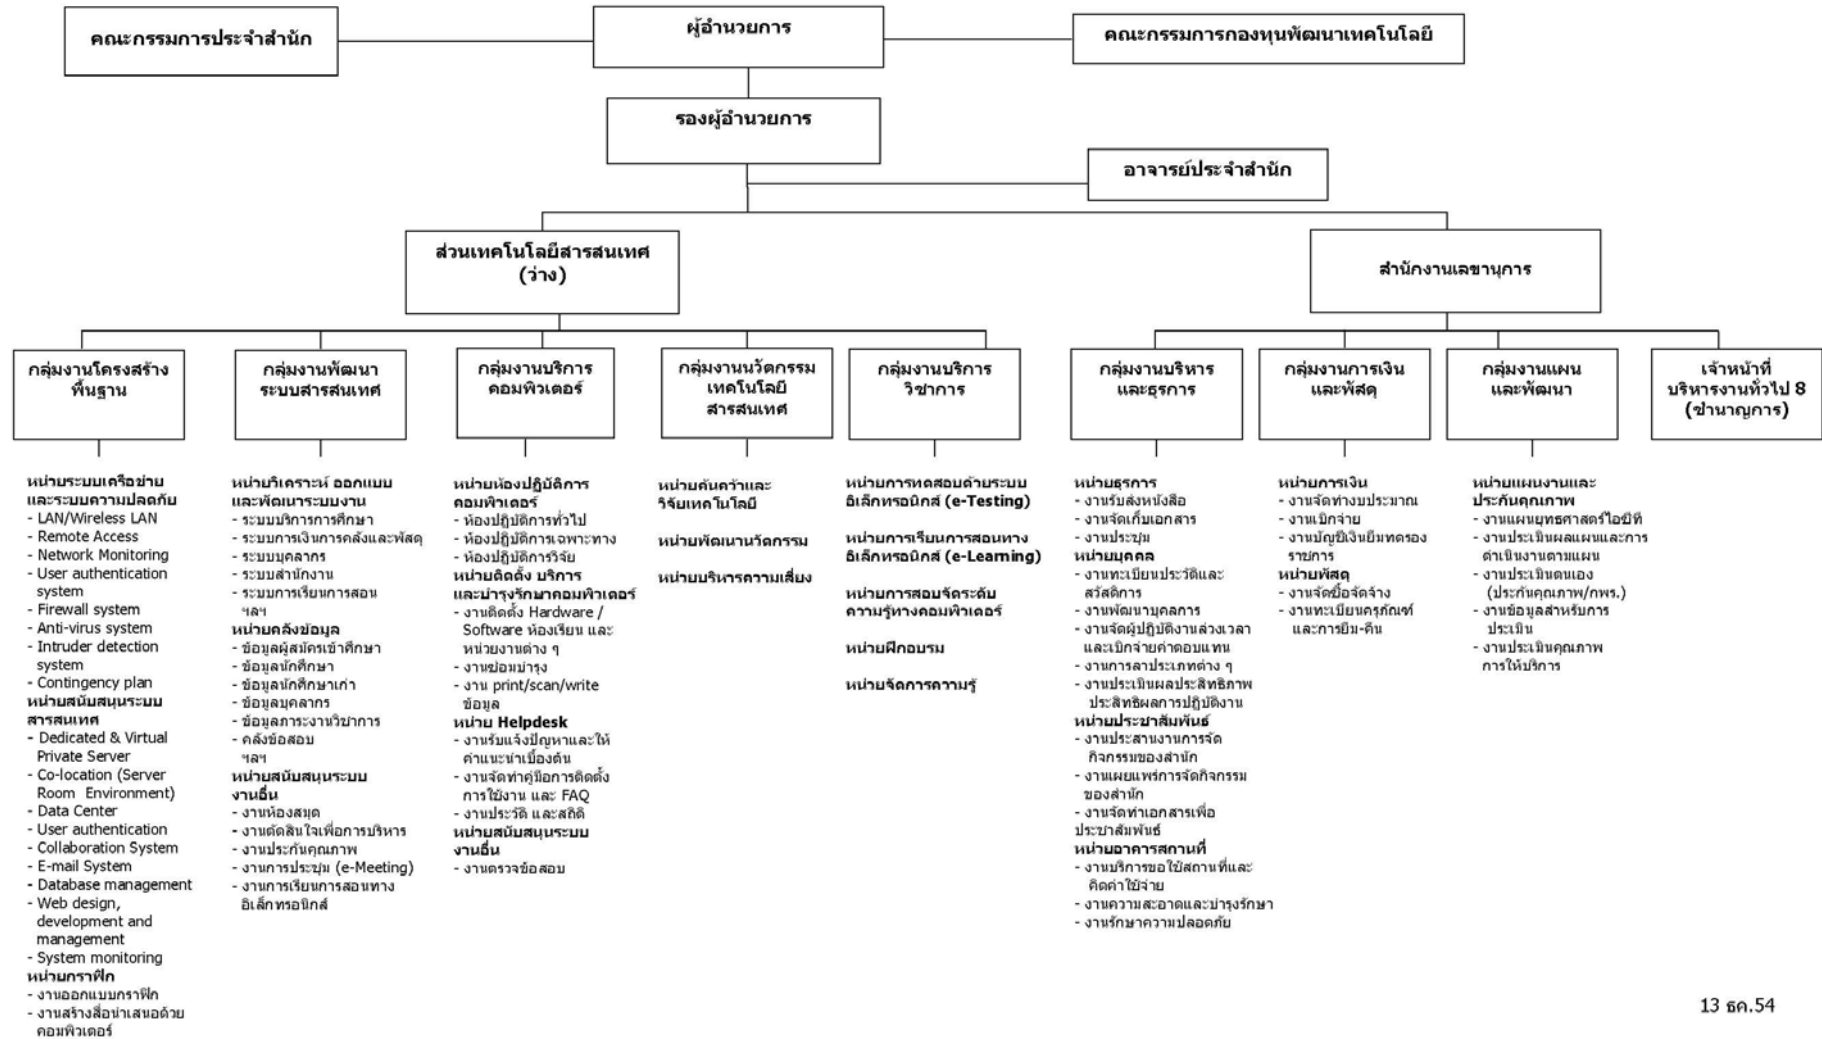 คณะกรรมการประจำสำนัก
ผู้อำนวยการ
คณะกรรมการกองทุนพัฒนาเทคโนโลยี
รองผู้อำนวยการ
อาจารย์ประจำสำนัก
ส่วนเทคโนโลยีสารสนเทศ
(ว่าง)
สำนักงานเลขานุการ
กลุ่มงานโครงสร้าง
พื้นฐาน
กลุ่มงานพัฒนา
ระบบสารสนเทศ
กลุ่มงานบริการ
คอมพิวเตอร์
กลุ่มงานนวัตกรรม
เทคโนโลยี
สารสนเทศ
กลุ่มงานบริการ
วิชาการ
กลุ่มงานบริหาร
และธุรการ
กลุ่มงานการเงิน
และพัสดุ
กลุ่มงานแผน
และพัฒนา
เจ้าหน้าที่
บริหารงานทั่วไป 8
(ชำนาญการ)
หน่วยระบบเครือข่าย
และระบบความปลดภัย
- LAN/Wireless LAN
- Remote Access
- Network Monitoring
- User authentication
system
- Firewall system
- Anti-virus system
- Intruder detection
system
- Contingency plan
หน่วยสนับสนุนระบบ
สารสนเทศ
- Dedicated & Virtual
Private Server
- Co-location (Server
Room Environment)
- Data Center
- User authentication
- Collaboration System
- E-mail System
- Database management
- Web design,
development and
management
- System monitoring
หน่วยกราฟิก
- งานออกแบบกราฟิก
- งานสร้างสื่อนำเสนอด้วย
คอมพิวเตอร์
หน่วยวิเคราะห์ ออกแบบ
และพัฒนาระบบงาน
- ระบบบริการการศึกษา
- ระบบการเงินการคลังและพัสดุ
- ระบบบุคลากร
- ระบบสำนักงาน
- ระบบการเรียนการสอน
ฯลฯ
หน่วยคลังข้อมูล
- ข้อมูลผู้สมัครเข้าศึกษา
- ข้อมูลนักศึกษา
- ข้อมูลนักศึกษาเก่า
- ข้อมูลบุคลากร
- ข้อมูลภาระงานวิชาการ
- คลังข้อสอบ
ฯลฯ
หน่วยสนับสนุนระบบ
งานอื่น
- งานห้องสมุด
- งานตัดสินใจเพื่อการบริหาร
- งานประกันคุณภาพ
- งานการประชุม (e-Meeting)
- งานการเรียนการสอนทาง
อิเล็กทรอนิกส์
หน่วยห้องปฏิบัติการ
คอมพิวเตอร์
- ห้องปฏิบัติการทั่วไป
- ห้องปฏิบัติการเฉพาะทาง
- ห้องปฏิบัติการวิจัย
หน่วยติดตั้ง บริการ
และบำรุงรักษาคอมพิวเตอร์
- งานติดตั้ง Hardware /
Software ห้องเรียน และ
หน่วยงานต่าง ๆ
- งานซ่อมบำรุง
- งาน print/scan/write
ข้อมูล
หน่วย Helpdesk
- งานรับแจ้งปัญหาและให้
คำแนะนำเบื้องต้น
- งานจัดทำคู่มือการติดตั้ง
การใช้งาน และ FAQ
- งานประวัติ และสถิติ
หน่วยสนับสนุนระบบ
งานอื่น
- งานตรวจข้อสอบ
หน่วยค้นคว้าและ
วิจัยเทคโนโลยี
หน่วยพัฒนานวัตกรรม
หน่วยบริหารความเสี่ยง
หน่วยการทดสอบด้วยระบบ
อิเล็กทรอนิกส์ (e-Testing)
หน่วยการเรียนการสอนทาง
อิเล็กทรอนิกส์ (e-Learning)
หน่วยการสอบจัดระดับ
ความรู้ทางคอมพิวเตอร์
หน่วยฝึกอบรม
หน่วยจัดการความรู้
หน่วยธุรการ
- งานรับส่งหนังสือ
- งานจัดเก็บเอกสาร
- งานประชุม
หน่วยบุคคล
- งานทะเบียนประวัติและ
สวัสดิการ
- งานพัฒนาบุคลการ
- งานจัดผู้ปฏิบัติงานล่วงเวลา
และเบิกจ่ายค่าตอบแทน
- งานการลาประเภทต่าง ๆ
- งานประเมินผลประสิทธิภาพ
ประสิทธิผลการปฏิบัติงาน
หน่วยประชาสัมพันธ์
- งานประสานงานการจัด
กิจกรรมของสำนัก
- งานเผยแพร่การจัดกิจกรรม
ของสำนัก
- งานจัดทำเอกสารเพื่อ
ประชาสัมพันธ์
หน่วยอาคารสถานที่
- งานบริการขอใช้สถานที่และ
คิดค่าใช้จ่าย
- งานความสะอาดและบำรุงรักษา
- งานรักษาความปลอดภัย
หน่วยการเงิน
- งานจัดทำงบประมาณ
- งานเบิกจ่าย
- งานบัญชีเงินยืมทดรอง
ราชการ
หน่วยพัสดุ
- งานจัดซื้อจัดจ้าง
- งานทะเบียนครุภัณฑ์
และการยืม-คืน
หน่วยแผนงานและ
ประกันคุณภาพ
- งานแผนยุทธศาสตร์ไอซีที
- งานประเมินผลแผนและการ
ดำเนินงานตามแผน
- งานประเมินตนเอง
(ประกันคุณภาพ/กพร.)
- งานข้อมูลสำหรับการ
ประเมิน
- งานประเมินคุณภาพ
การให้บริการ
13 ธค.54